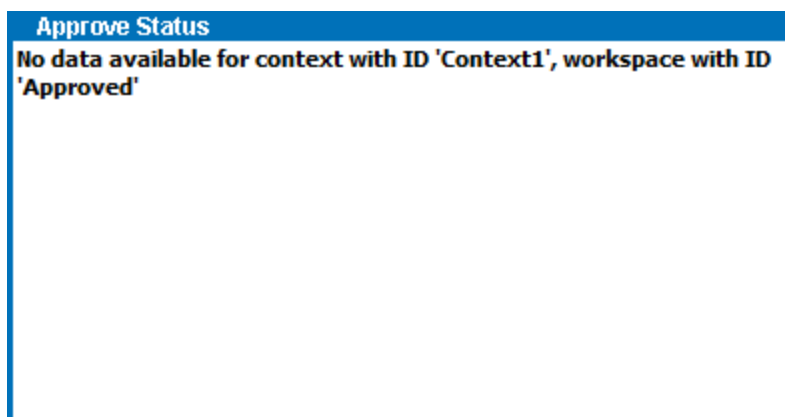 Approve Status
No data available for context with ID 'Context1', workspace with ID
'Approved'